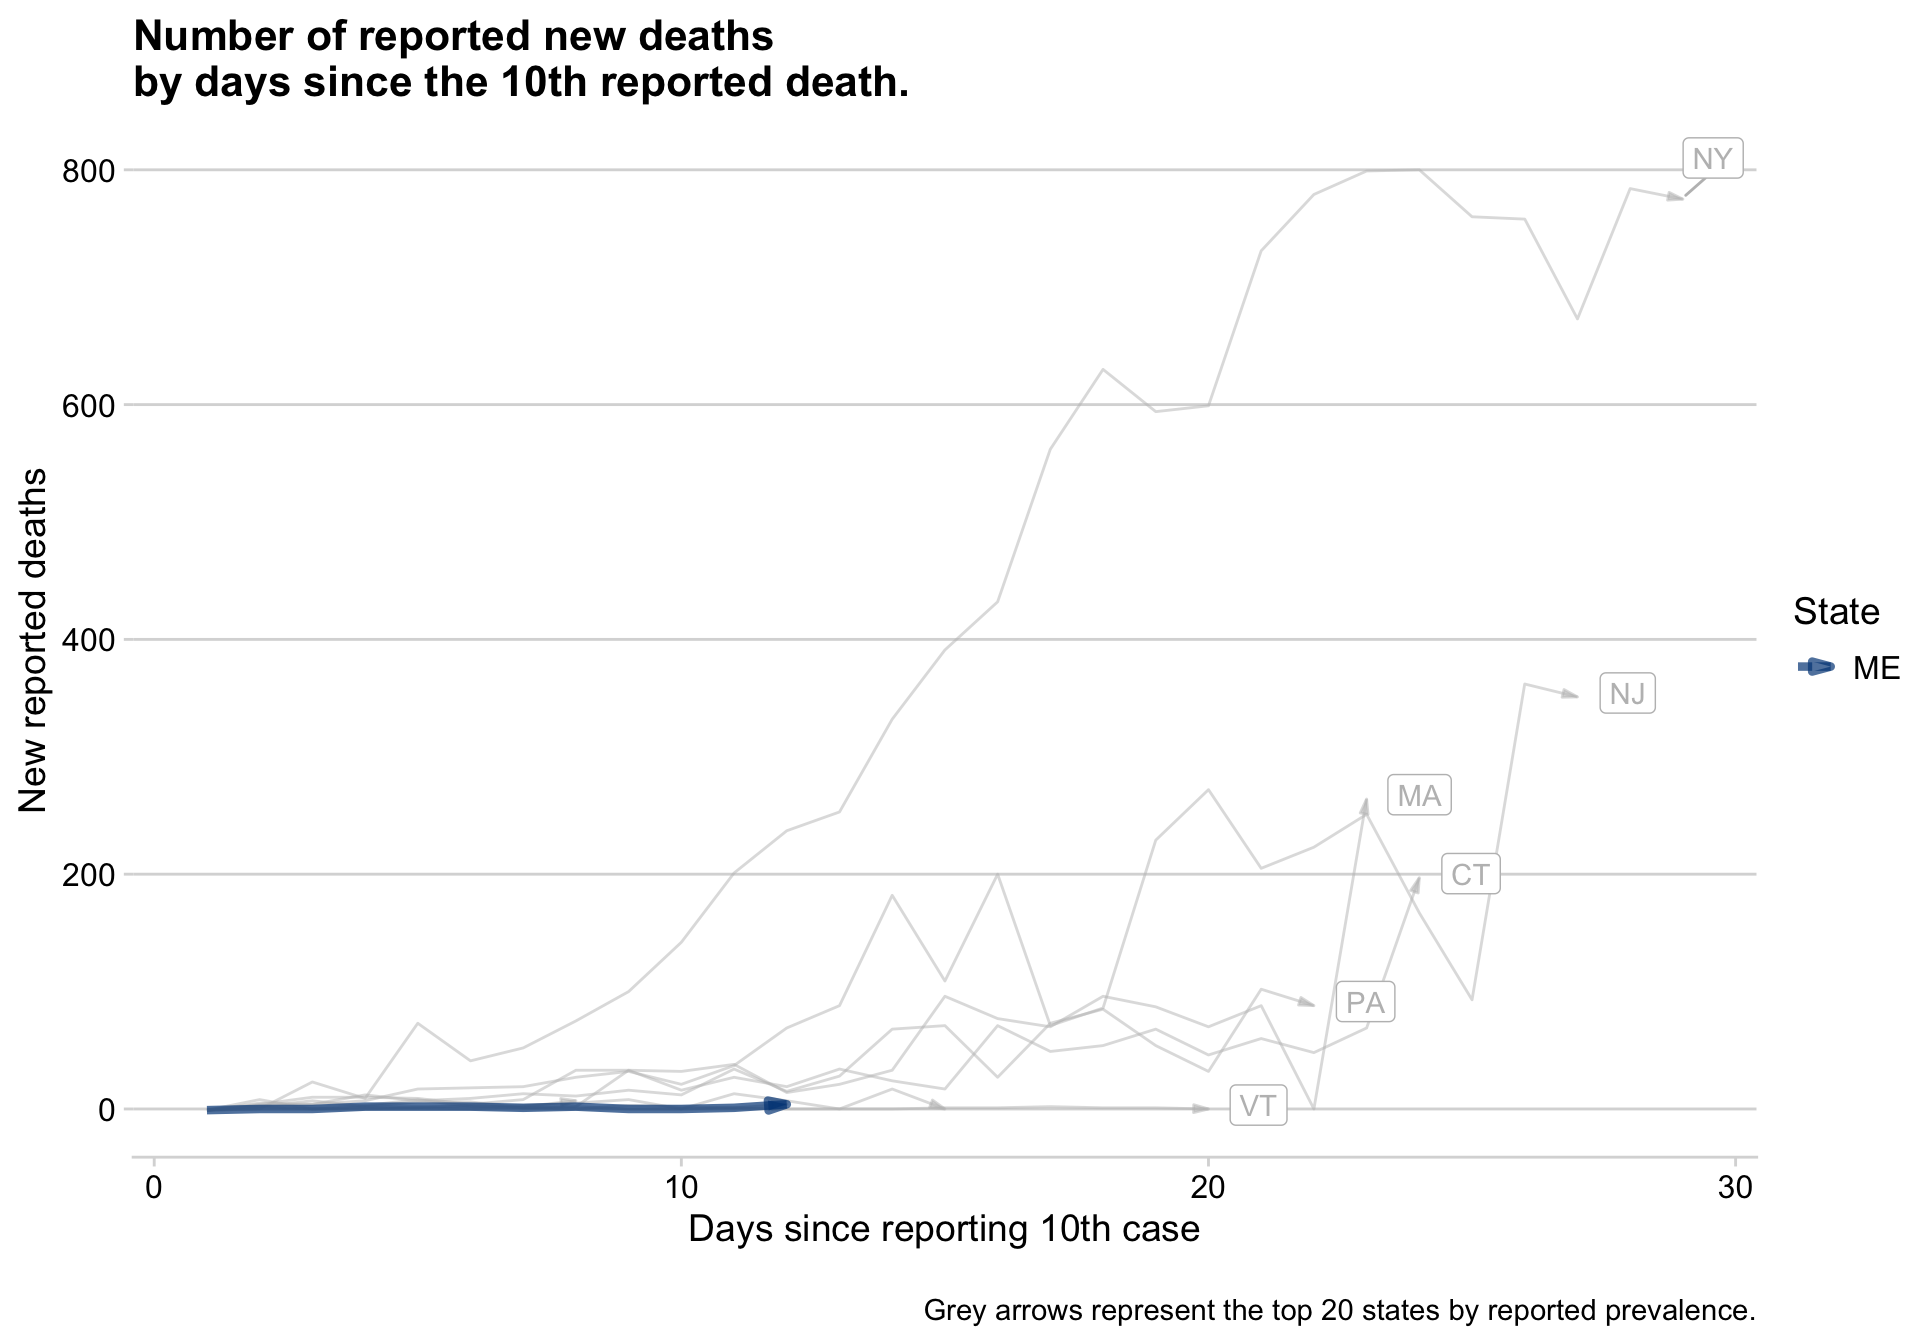 Number of reported new deaths
by days since the 10th reported death.
New reported deaths
800
600
400
200
0
NY
NJ
MA
CT
PA
VT
State
ME
0
10
20
30
Days since reporting 10th case
Grey arrows represent the top 20 states by reported prevalence.